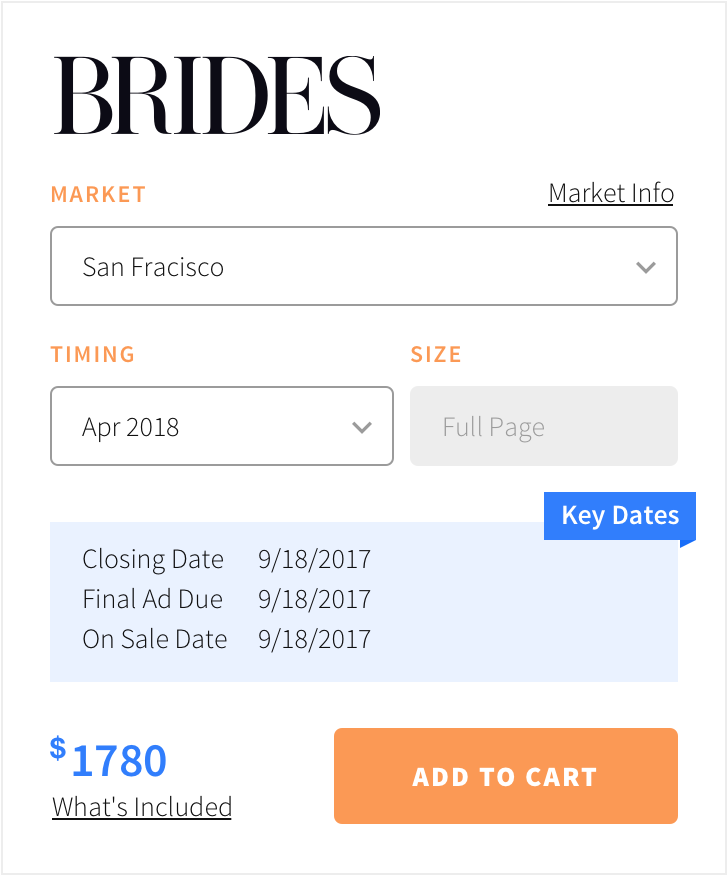 BRIDES
MARKET Market Info
San Fracisco
TIMING SIZE
Apr 2018 Full Page
Key Dates
Closing Date 9/18/2017
Final Ad Due 9/18/2017
On Sale Date 9/18/2017
$1780
What's Included
ADD TO CART